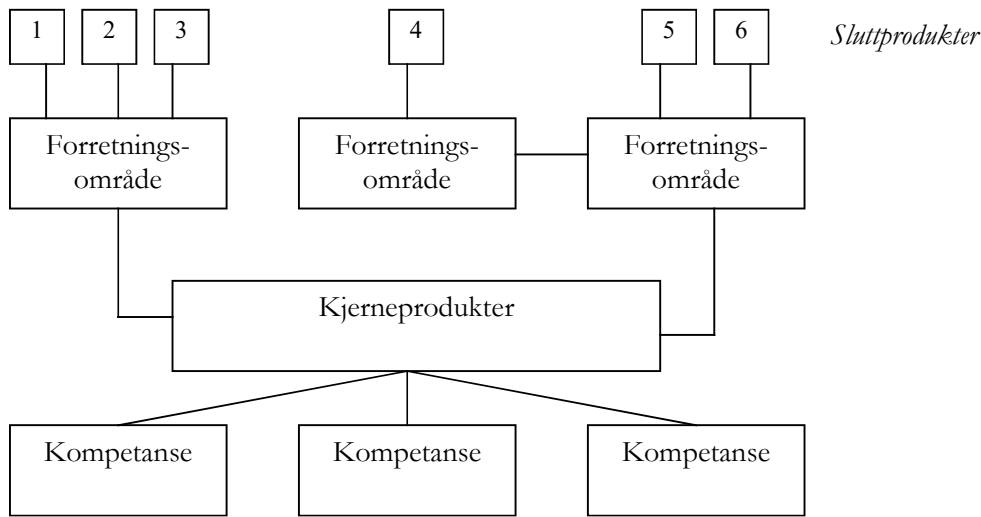 1 2 3 4 5 6 Sluttprodukter
Forretnings-
område
Forretnings-
område
Forretnings-
område
Kjerneprodukter
Kompetanse Kompetanse Kompetanse